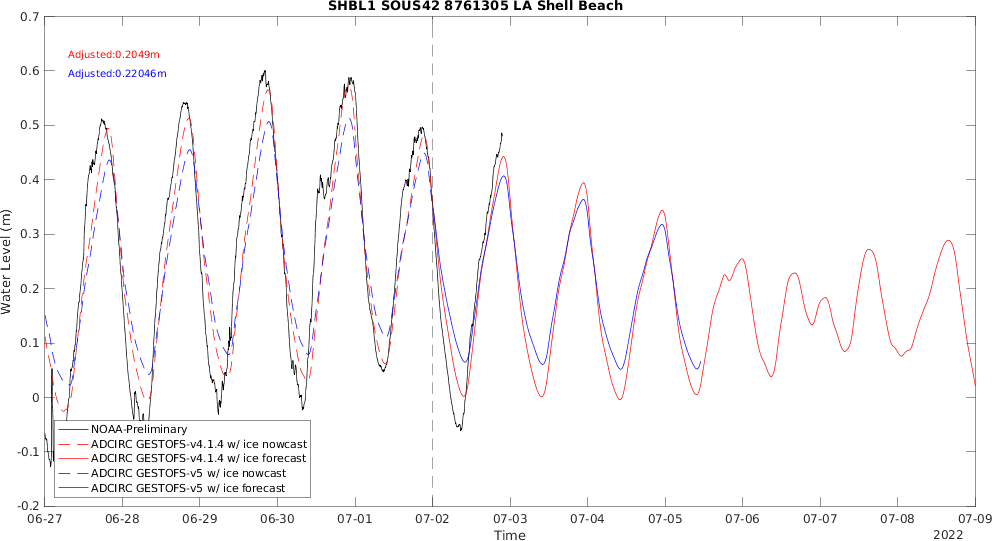 SHBL1 SOUS42 8761305 LA Shell Beach
Adjusted:0.2049m
Adjusted:0.22046m
Water Level (m)
0.7
0.6
0.5
0.4
0.3
0.2
0.1
0
-0.1
-0.2
NOAA-Preliminary
ADCIRC GESTOFS-v4.1.4 w/ ice nowcast
ADCIRC GESTOFS-v4.1.4 w/ ice forecast
ADCIRC GESTOFS-v5 w/ ice nowcast
ADCIRC GESTOFS-v5 w/ ice forecast
06-27 06-28 06-29 06-30 07-01 07-02 07-03 07-04 07-05 07-06 07-07 07-08 07-09
Time
2022